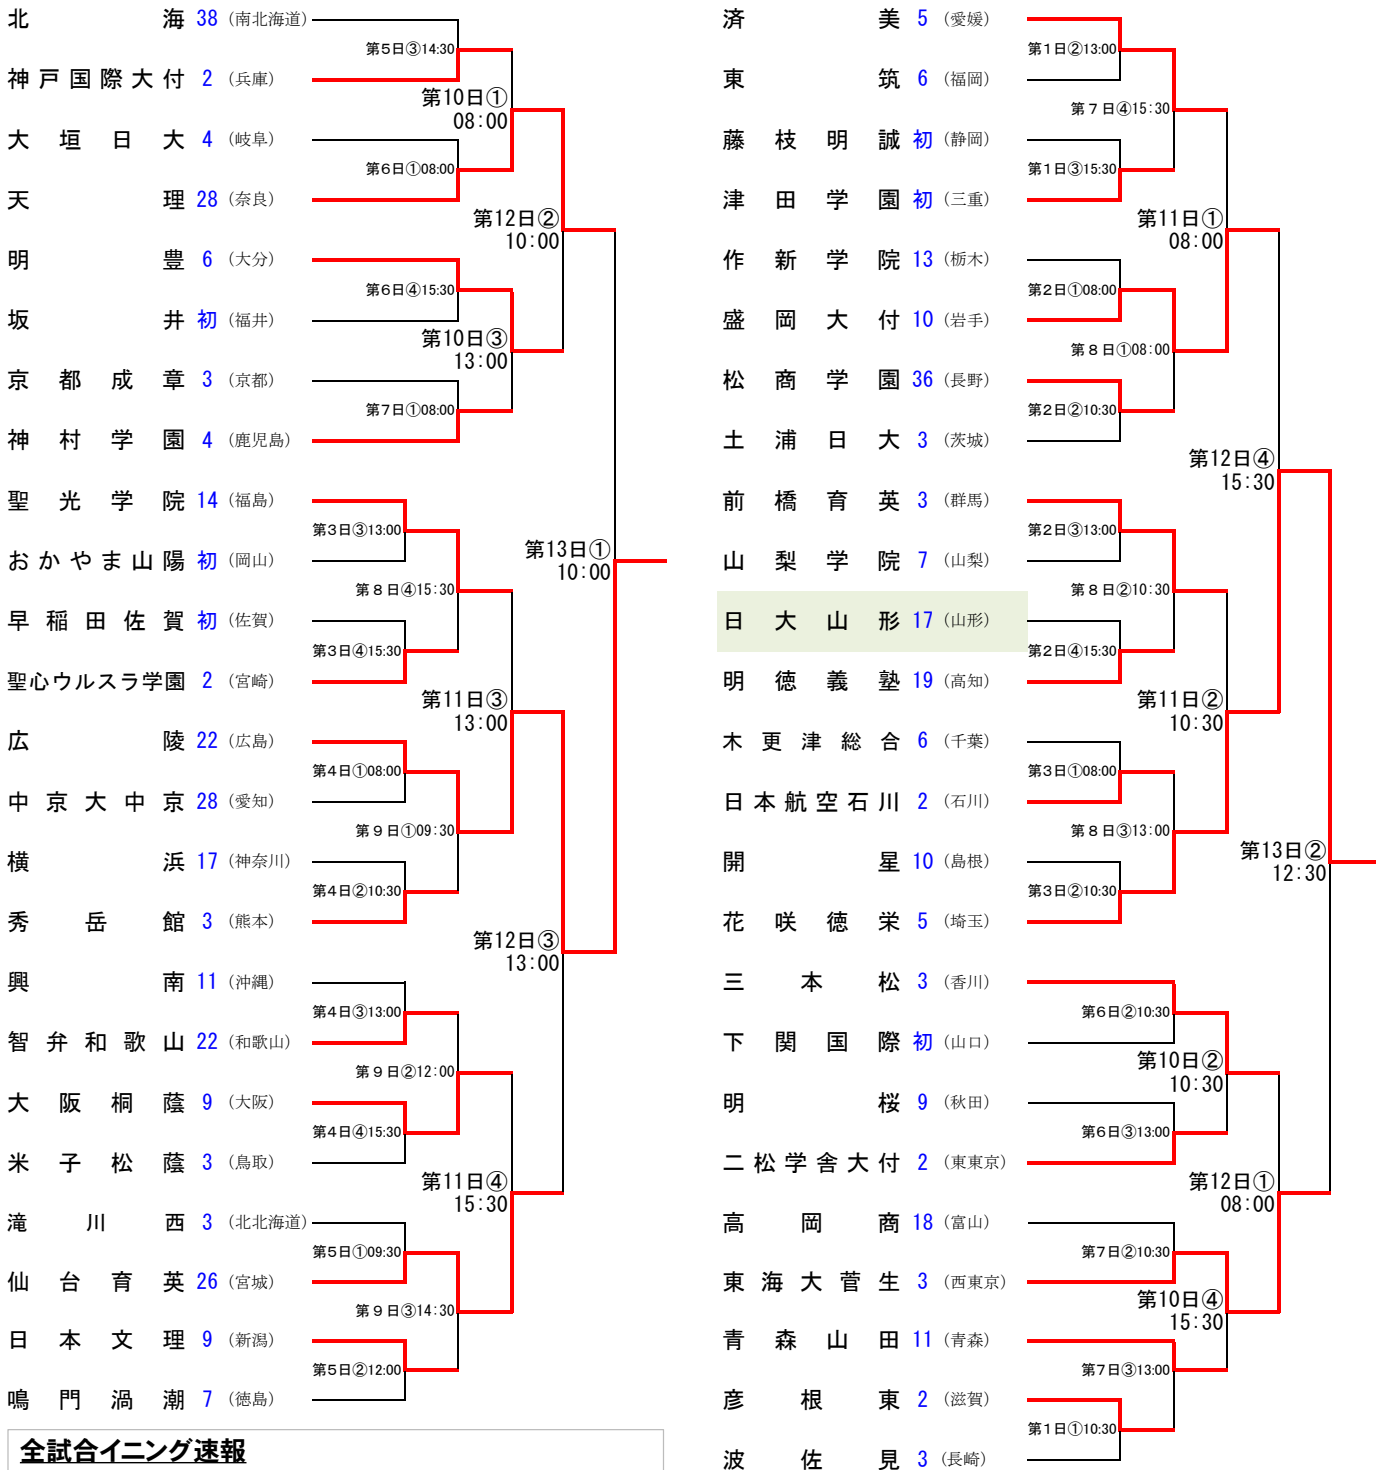 北海 38 (南北海道)
第5日③14:30
神戸国際大付 2 (兵庫)
第10日①
08:00
大垣日大 4 (岐阜)
第6日①08:00
天理 28 (奈良)
第12日②
10:00
明豊 6 (大分)
第6日④15:30
坂井 初 (福井)
第10日③
13:00
京都成章 3 (京都)
第7日①08:00
神村学園 4 (鹿児島)
聖光学院 14 (福島)
第3日③13:00
おかやま山陽 初 (岡山)
第13日①
10:00
第8日④15:30
早稲田佐賀 初 (佐賀)
第3日④15:30
聖心ウルスラ学園 2 (宮崎)
第11日③
13:00
広陵 22 (広島)
第4日①08:00
中京大中京 28 (愛知)
第9日①09:30
横浜 17 (神奈川)
第4日②10:30
秀岳館 3 (熊本)
第12日③
13:00
興南 11 (沖縄)
第4日③13:00
智弁和歌山 22 (和歌山)
第9日②12:00
大阪桐蔭 9 (大阪)
第4日④15:30
米子松蔭 3 (鳥取)
第11日④
15:30
滝川西 3 (北北海道)
第5日①09:30
仙台育英 26 (宮城)
第9日③14:30
日本文理 9 (新潟)
第5日②12:00
鳴門渦潮 7 (徳島)
全試合イニング速報
済美 5 (愛媛)
第1日②13:00
東筑 6 (福岡)
第7日④15:30
藤枝明誠 初 (静岡)
第1日③15:30
津田学園 初 (三重)
第11日①
08:00
作新学院 13 (栃木)
第2日①08:00
盛岡大付 10 (岩手)
第8日①08:00
松商学園 36 (長野)
第2日②10:30
土浦日大 3 (茨城)
第12日④
15:30
前橋育英 3 (群馬)
第2日③13:00
山梨学院 7 (山梨)
第8日②10:30
日大山形 17 (山形)
第2日④15:30
明徳義塾 19 (高知)
第11日②
10:30
木更津総合 6 (千葉)
第3日①08:00
日本航空石川 2 (石川)
第8日③13:00
第13日②
12:30
開星 10 (島根)
第3日②10:30
花咲徳栄 5 (埼玉)
三本松 3 (香川)
第6日②10:30
下関国際 初 (山口)
第10日②
10:30
明桜 9 (秋田)
第6日③13:00
二松学舎大付 2 (東東京)
第12日①
08:00
高岡商 18 (富山)
第7日②10:30
東海大菅生 3 (西東京)
第10日④
15:30
青森山田 11 (青森)
第7日③13:00
彦根東 2 (滋賀)
第1日①10:30
波佐見 3 (長崎)